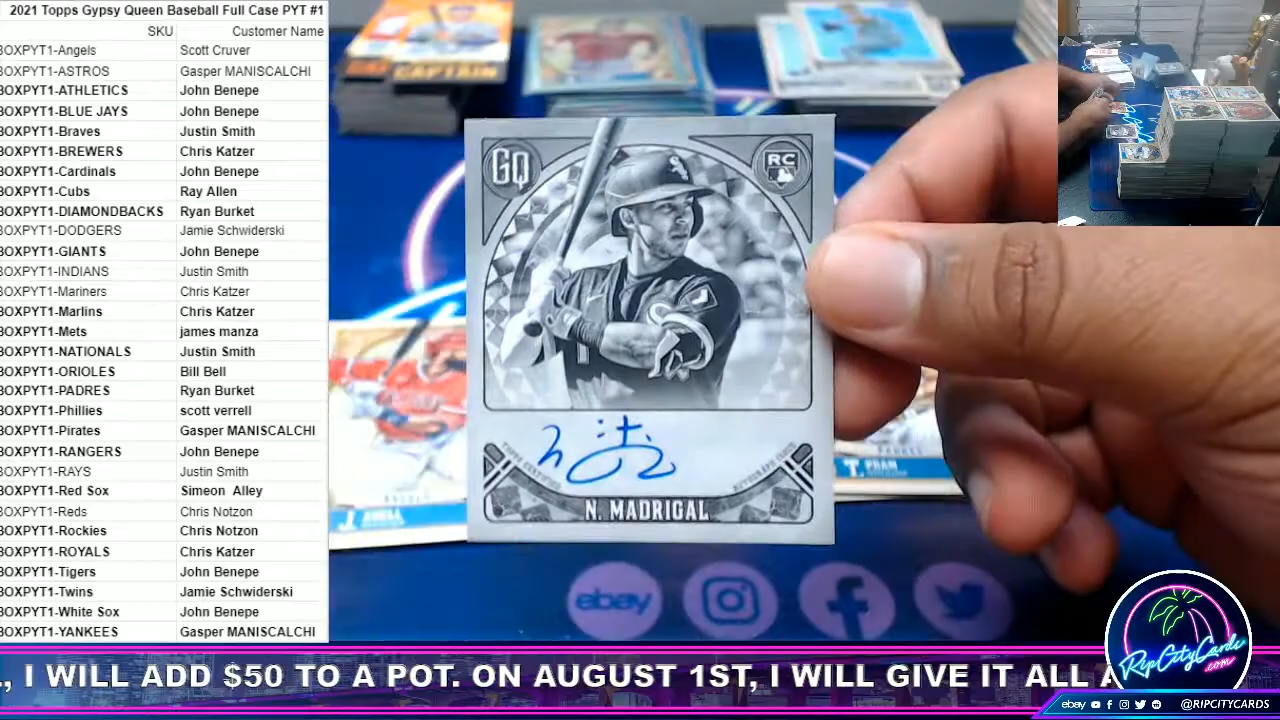 2021 Topps Gypsy Queen Baseball Full Case PYT #1
SKU Customer Name
BOXPYT1-Angels Scott Cruver
BOXPYT1-ASTROS Gasper MANISCALCHI
BOXPYT1-ATHLETICS John Benepe
BOXPYT1-BLUE JAYS John Benepe
BOXPYT1-Braves Justin Smith
BOXPYT1-BREWERS Chris Katzer
BOXPYT1-Cardinals John Benepe
BOXPYT1-Cubs Ray Allen
BOXPYT1-DIAMONDBACKS Ryan Burket
BOXPYT1-DODGERS Jamie Schwiderski
BOXPYT1-GIANTS John Benepe
BOXPYT1-INDIANS Justin Smith
BOXPYT1-Mariners Chris Katzer
BOXPYT1-Marlins Chris Katzer
BOXPYT1-Mets james manza
BOXPYT1-NATIONALS Justin Smith
BOXPYT1-ORIOLES Bill Bell
BOXPYT1-PADRES Ryan Burket
BOXPYT1-Phillies scott verrell
BOXPYT1-Pirates Gasper MANISCALCHI
BOXPYT1-RANGERS John Benepe
BOXPYT1-RAYS Justin Smith
BOXPYT1-Red Sox Simeon Alley
BOXPYT1-Reds Chris Notzon
BOXPYT1-Rockies Chris Notzon
BOXPYT1-ROYALS Chris Katzer
BOXPYT1-Tigers John Benepe
BOXPYT1-Twins Jamie Schwiderski
BOXPYT1-White Sox John Benepe
BOXPYT1-YANKEES Gasper MANISCALCHI
CAPTAIN
GQ
RC
N. MADRIGAL
J.
T.
ebay
RipCityCards
.com
, I WILL ADD $50 TO A POT. ON AUGUST 1ST, I WILL GIVE IT ALL
ebay @RIPCITYCARDS